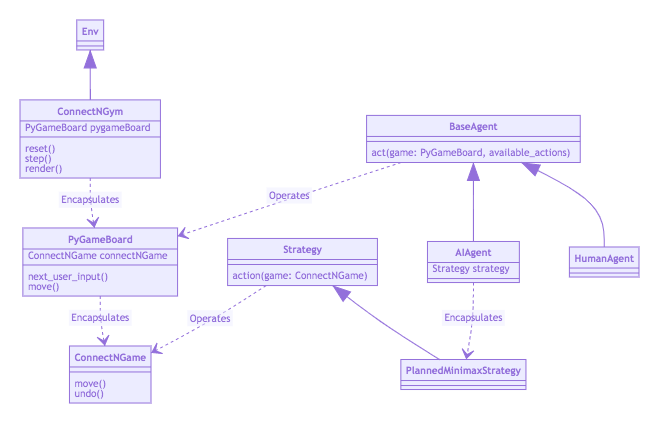 Env
ConnectNGym
PyGameBoard pygameBoard
reset()
step()
render()
BaseAgent
act(game: PyGameBoard, available_actions)
Encapsulates
Operates
PyGameBoard
ConnectNGame connectNGame
next_user_input()
move()
Strategy
action(game: ConnectNGame)
AIAgent
Strategy strategy
HumanAgent
Encapsulates
Operates
Encapsulates
ConnectNGame
move()
undo()
PlannedMinimaxStrategy